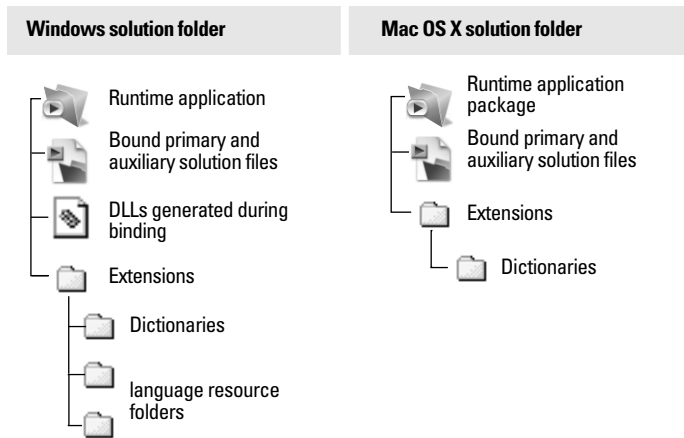 Windows solution folder
Runtime application
Bound primary and
auxiliary solution files
DLLs generated during
binding
Extensions
Dictionaries
language resource
folders
Mac OS X solution folder
Runtime application
package
Bound primary and
auxiliary solution files
Extensions
Dictionaries